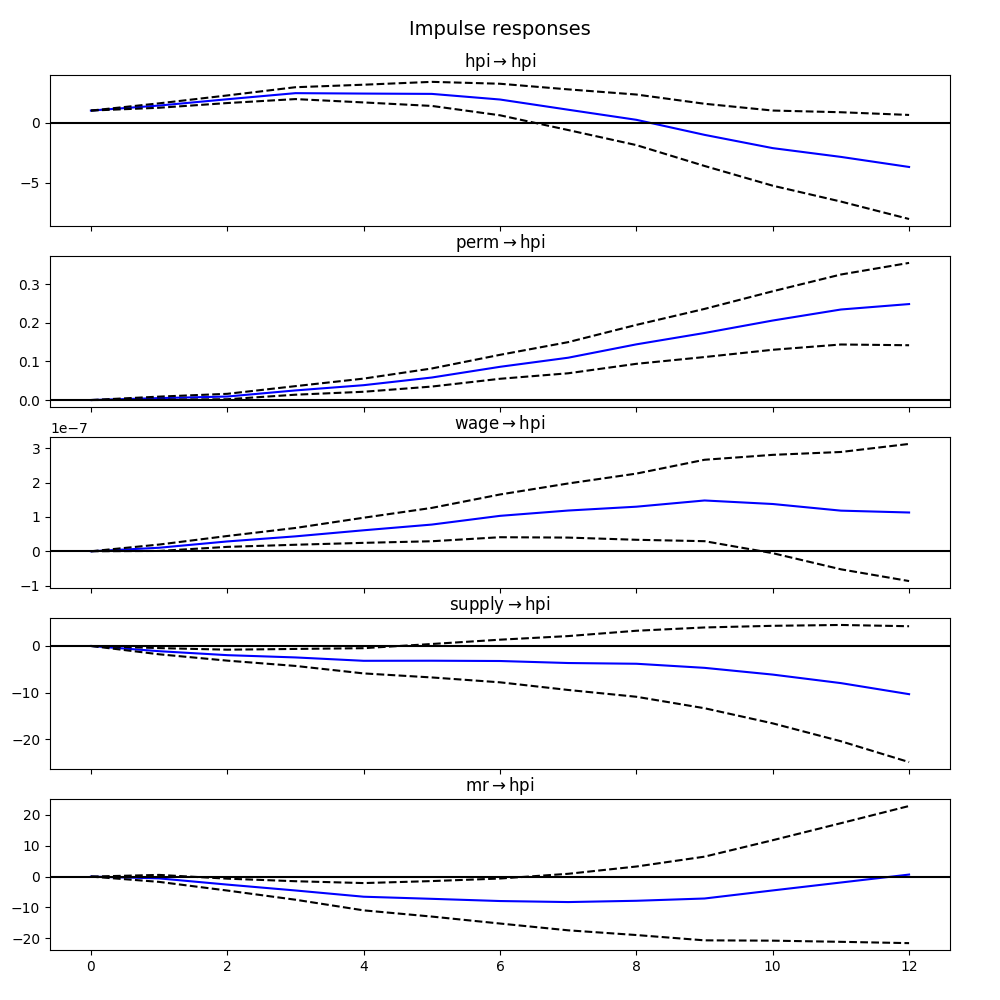 Impulse responses
hpi→hpi
0
−5
perm→hpi
0.3
0.2
0.1
0.0
wage→hpi
1e−7
3
2
1
0
−1
supply→hpi
0
−10
−20
mr→hpi
20
10
0
−10
−20
0 2 4 6 8 10 12